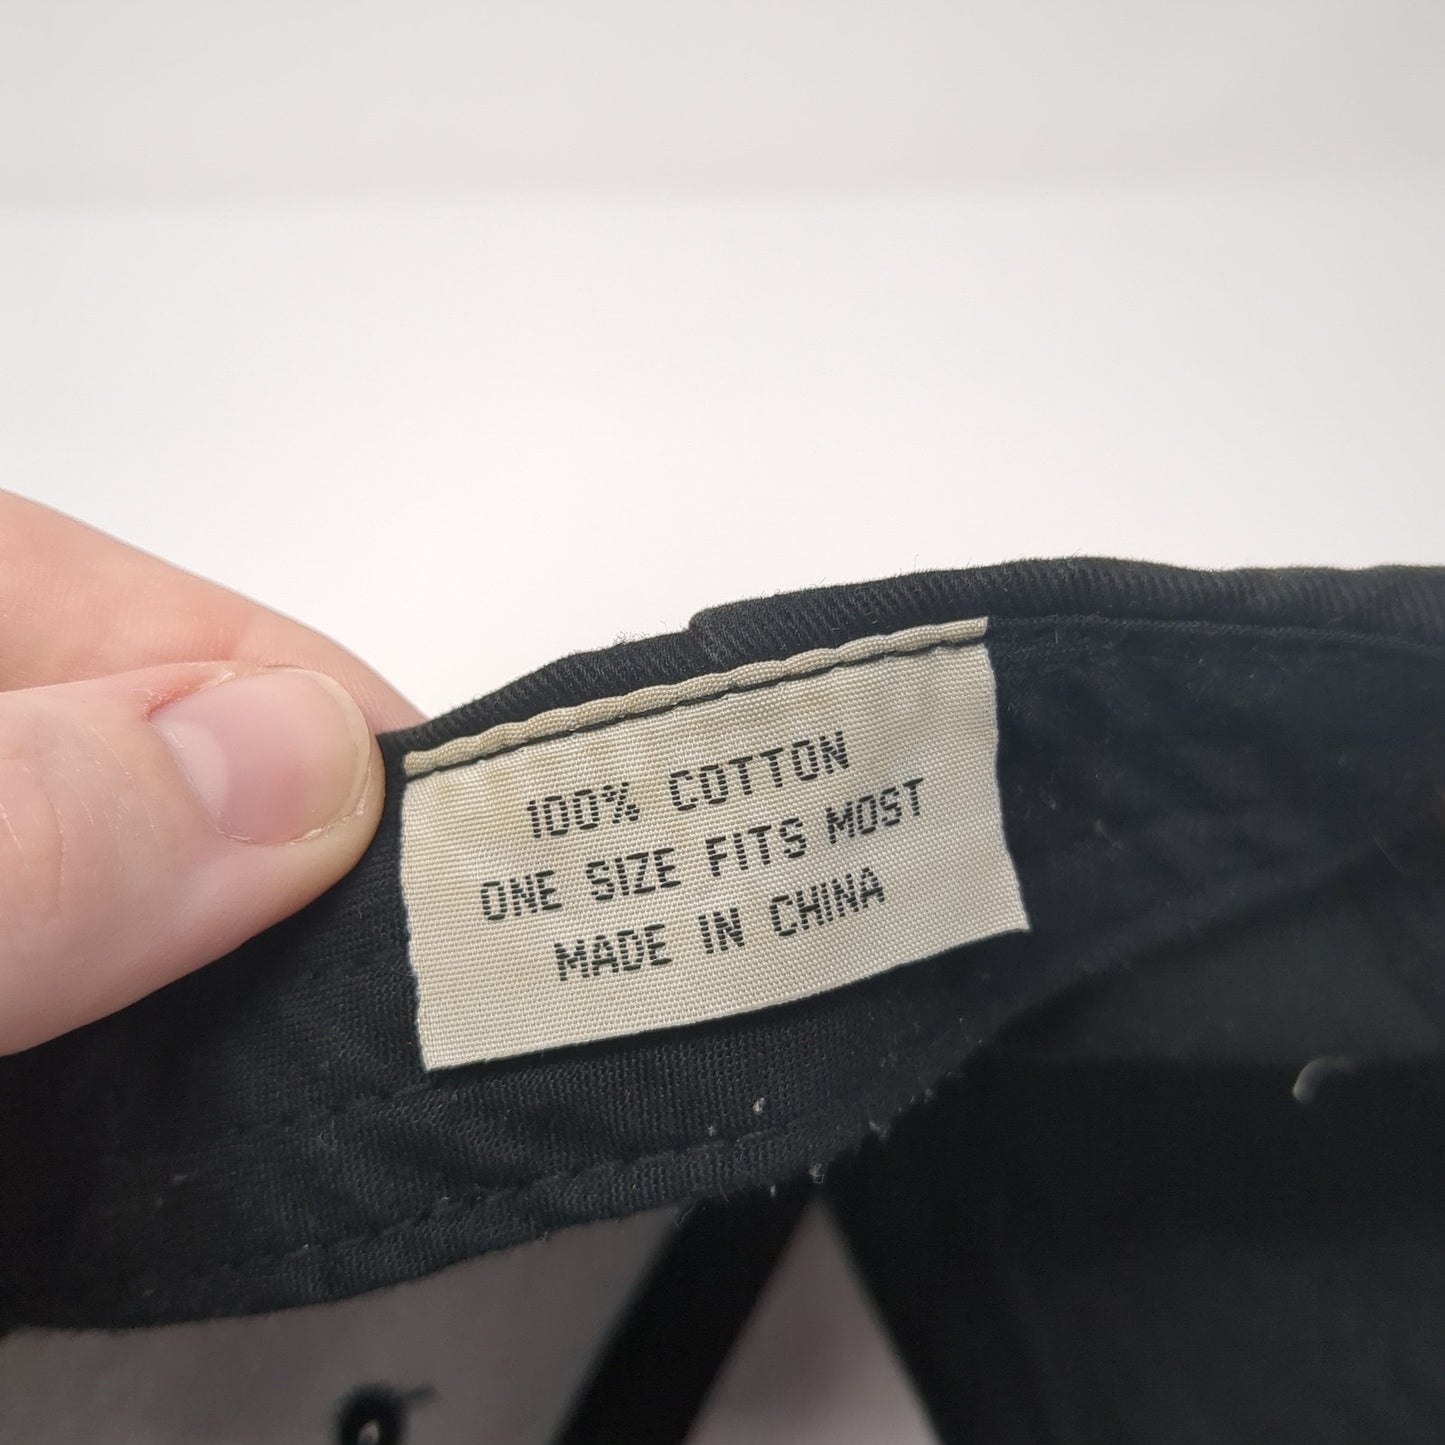 100% COTTON
ONE SIZE FITS MOST
MADE IN CHINA